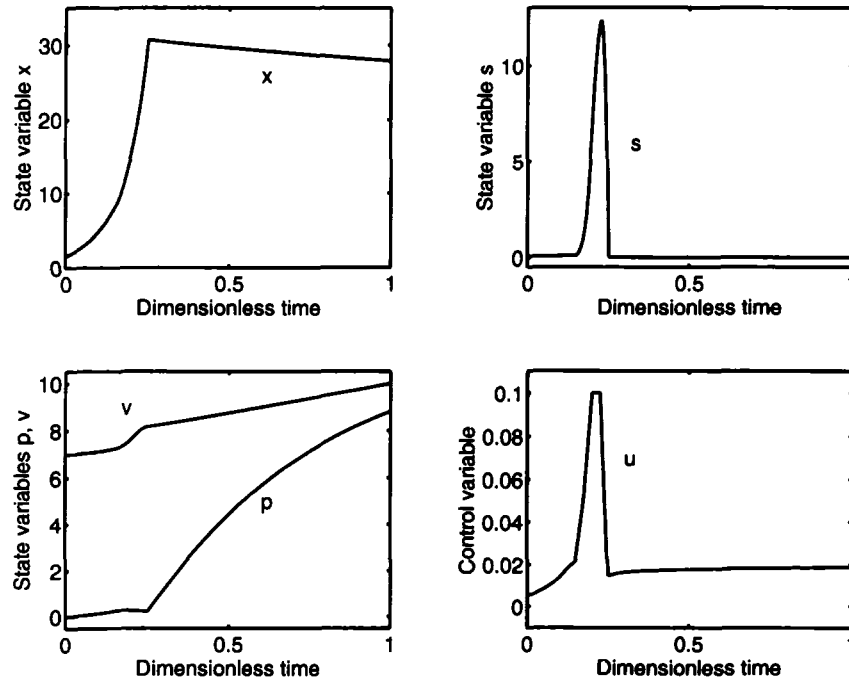 State variable x
30
20
10
0
x
0
0.5
1
Dimensionless time
State variable s
10
5
0
s
0
0.5
1
Dimensionless time
State variables p, v
10
8
6
4
2
0
v
p
0
0.5
1
Dimensionless time
Control variable
0.1
0.08
0.06
0.04
0.02
0
u
0
0.5
1
Dimensionless time